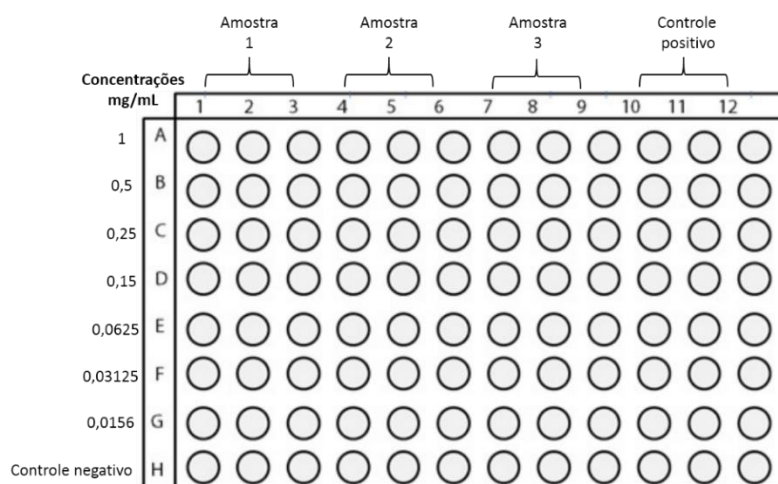 Amostra 1
Amostra 2
Amostra 3
Controle positivo
Concentrações mg/mL
1 2 3 4 5 6 7 8 9 10 11 12
1 A
0,5 B
0,25 C
0,15 D
0,0625 E
0,03125 F
0,0156 G
Controle negativo H